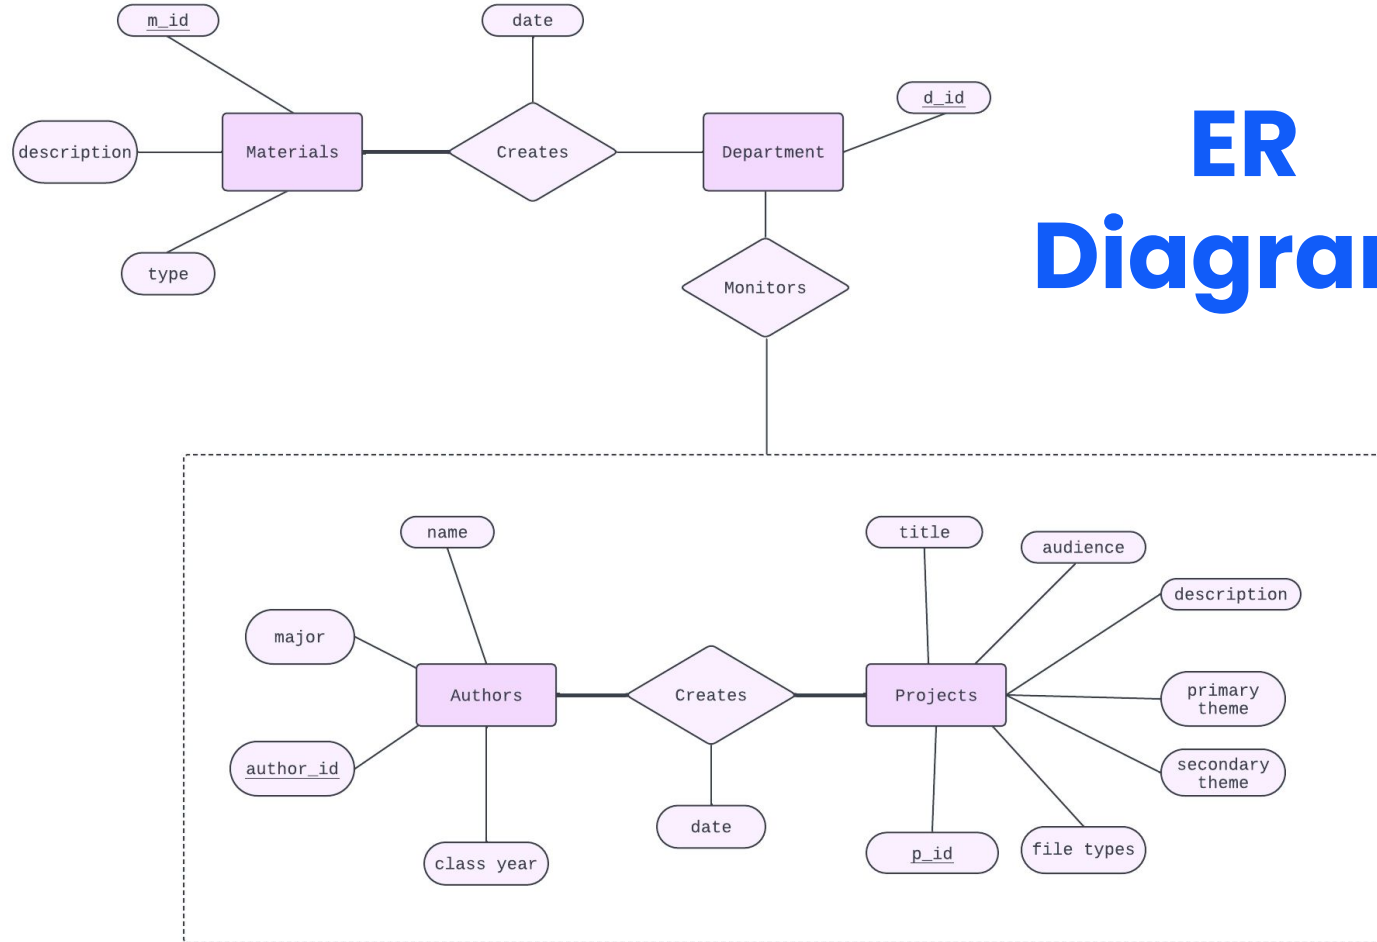 m_id
date
d_id
ER
description
Materials
Creates
Department
Diagra
type
Monitors
name
title
audience
description
major
Authors
Creates
Projects
primary
theme
author_id
secondary
theme
date
class year
p_id
file types